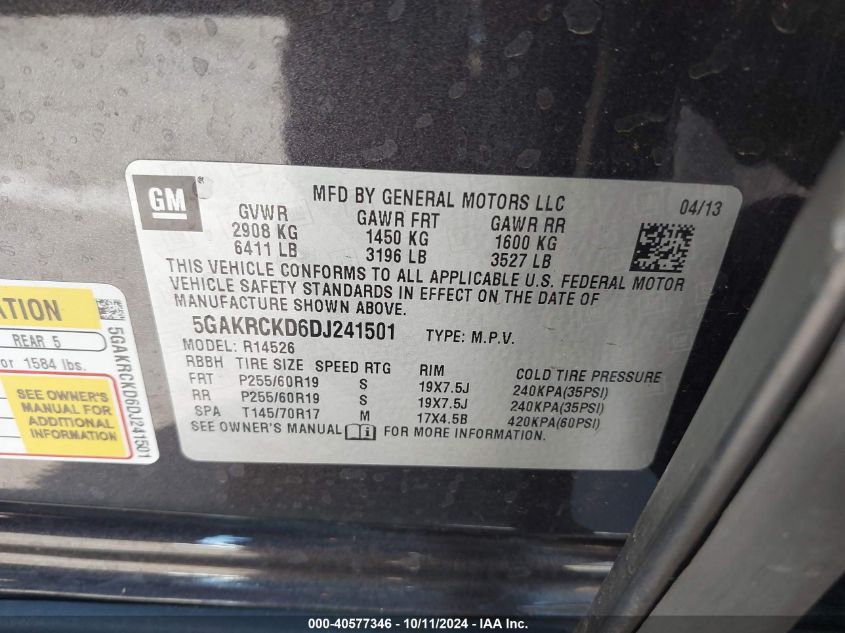 GM
®
MFD BY GENERAL MOTORS LLC
04/13
GVWR GAWR FRT GAWR RR
2908 KG 1450 KG 1600 KG
6411 LB 3196 LB 3527 LB
THIS VEHICLE CONFORMS TO ALL APPLICABLE U.S. FEDERAL MOTOR
VEHICLE SAFETY STANDARDS IN EFFECT ON THE DATE OF
MANUFACTURE SHOWN ABOVE.
5GAKRCKD6DJ241501 TYPE: M.P.V.
MODEL: R14526
RBBH TIRE SIZE SPEED RTG RIM COLD TIRE PRESSURE
FRT P255/60R19 S 19X7.5J 240KPA(35PSI)
RR P255/60R19 S 19X7.5J 240KPA(35PSI)
SPA T145/70R17 M 17X4.5B 420KPA(60PSI)
SEE OWNER'S MANUAL FOR MORE INFORMATION.
ATION
REAR 5
or 1584 lbs.
SEE OWNER'S
MANUAL FOR
ADDITIONAL
INFORMATION
5GAKRCKD6DJ241501
000-40577346 - 10/11/2024 - IAA Inc.